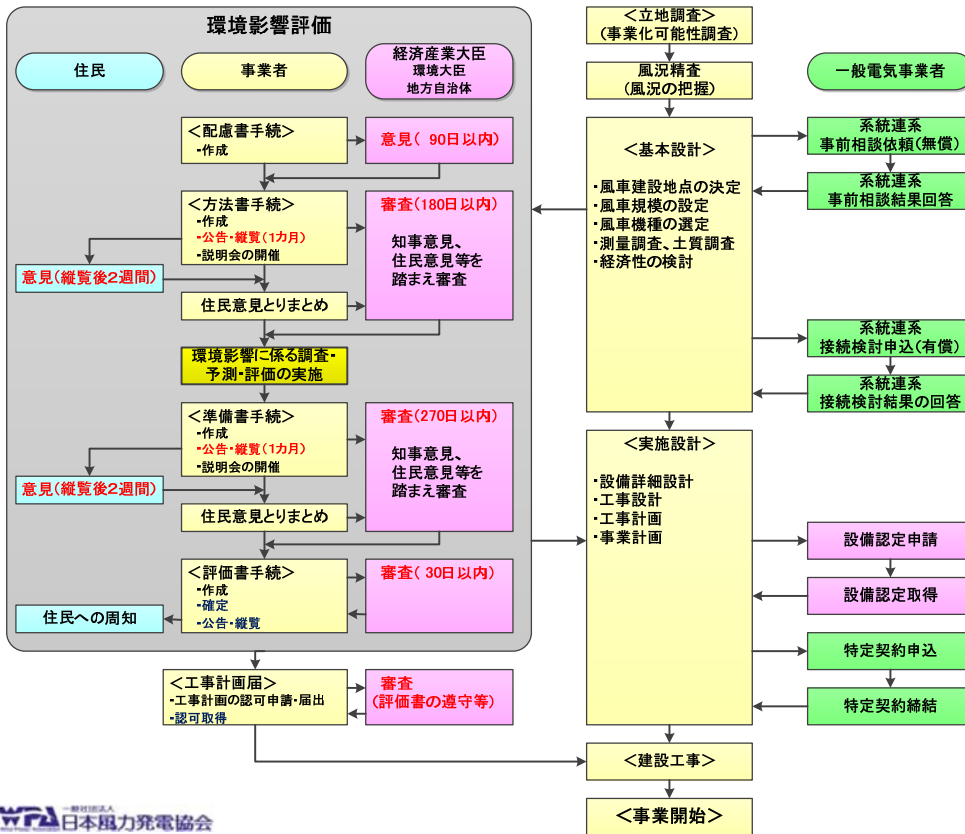 環境影響評価
住民
事業者
経済産業大臣
環境大臣
地方自治体
＜配慮書手続＞
・作成
意見( 90日以内)
＜方法書手続＞
・作成
・公告・縦覧(1カ月)
・説明会の開催
審査(180日以内)
知事意見、
住民意見等を
踏まえ審査
意見(縦覧後2週間)
住民意見とりまとめ
環境影響に係る調査・
予測・評価の実施
＜準備書手続＞
・作成
・公告・縦覧(1カ月)
・説明会の開催
審査(270日以内)
知事意見、
住民意見等を
踏まえ審査
意見(縦覧後2週間)
住民意見とりまとめ
＜評価書手続＞
・作成
・確定
・公告・縦覧
審査( 30日以内)
住民への周知
＜工事計画届＞
・工事計画の認可申請・届出
・認可取得
審査
(評価書の遵守等)
＜立地調査＞
(事業化可能性調査)
風況精査
(風況の把握)
＜基本設計＞
・風車建設地点の決定
・風車規模の設定
・風車機種の選定
・測量調査、土質調査
・経済性の検討
＜実施設計＞
・設備詳細設計
・工事設計
・工事計画
・事業計画
＜建設工事＞
＜事業開始＞
一般電気事業者
系統連系
事前相談依頼(無償)
系統連系
事前相談結果回答
系統連系
接続検討申込(有償)
系統連系
接続検討結果の回答
設備認定申請
設備認定取得
特定契約申込
特定契約締結
一般社団法人
日本風力発電協会